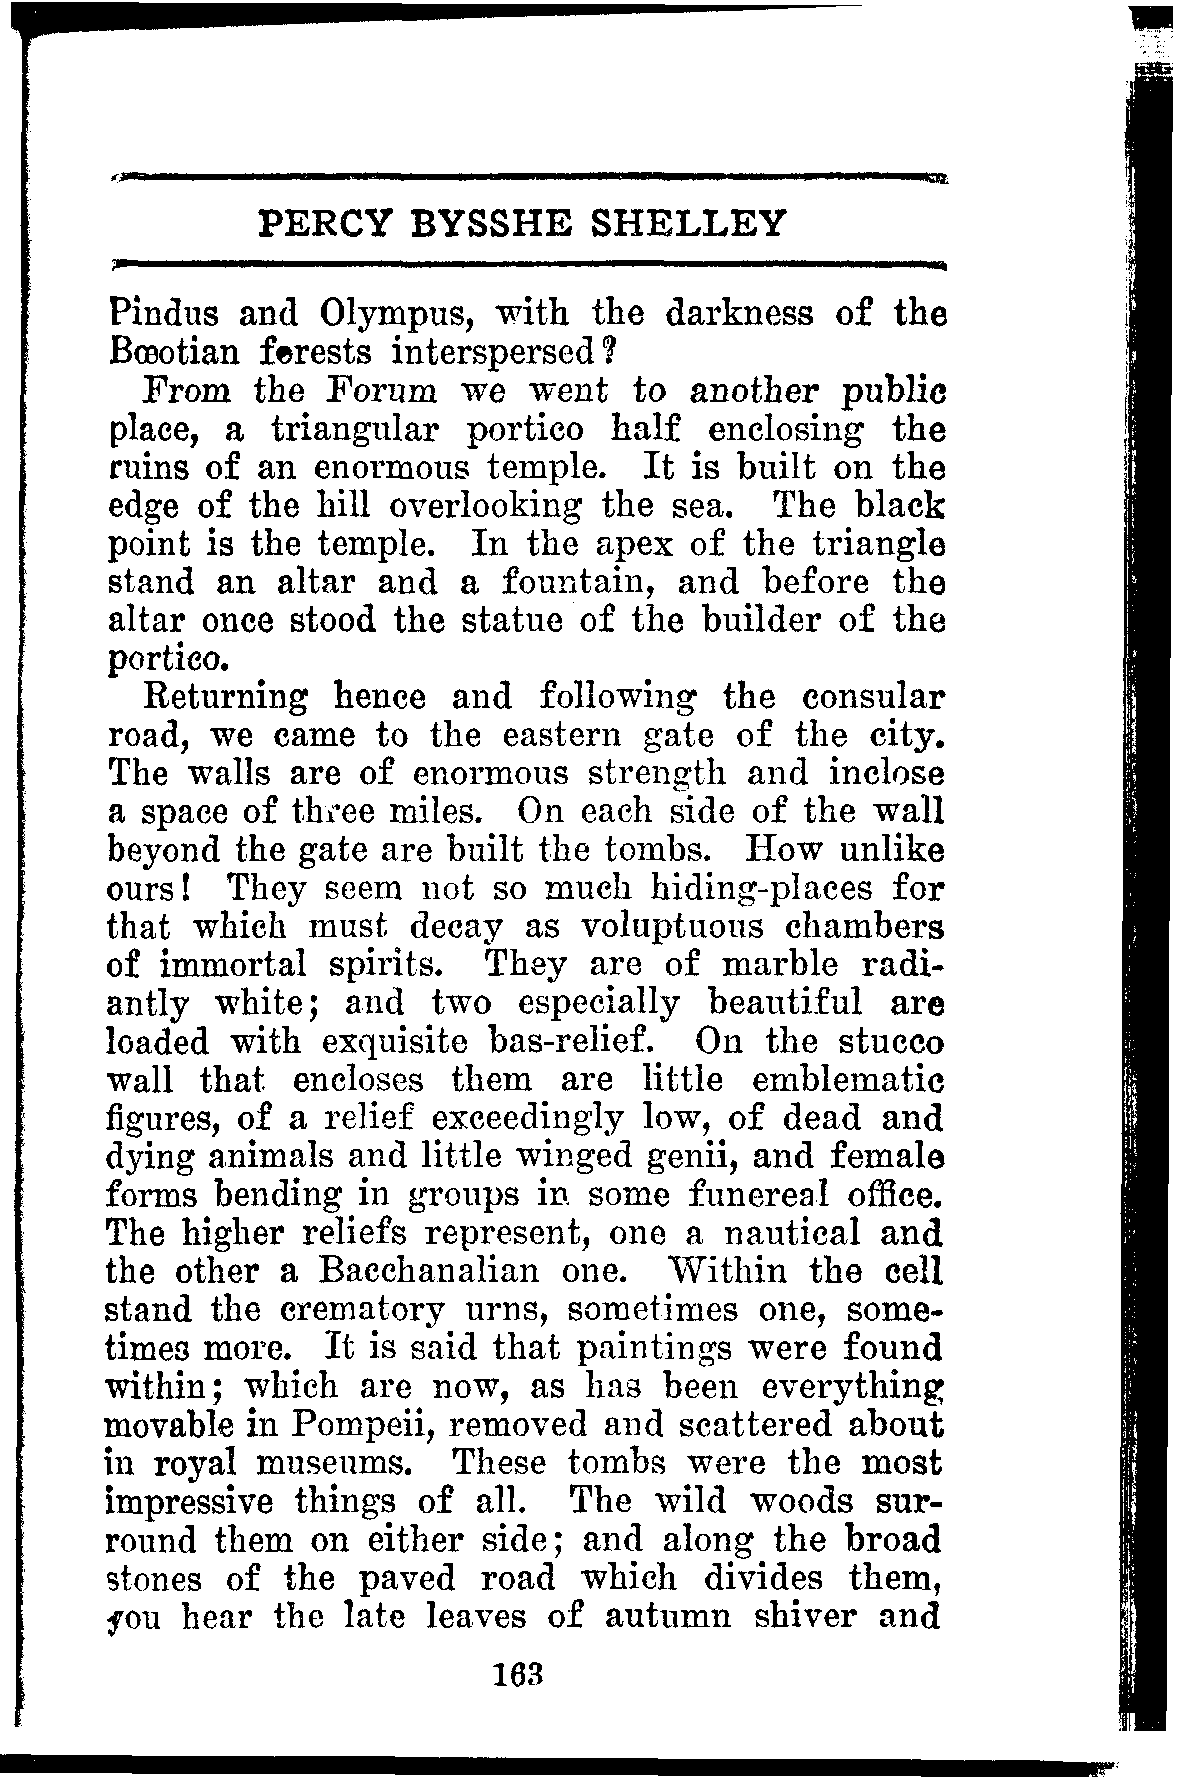 PERCY BYSSHE SHELLEY
Pindus and Olympus, with the darkness of the
Bœotian forests interspersed?
From the Forum we went to another public
place, a triangular portico half enclosing the
ruins of an enormous temple. It is built on the
edge of the hill overlooking the sea. The black
point is the temple. In the apex of the triangle
stand an altar and a fountain, and before the
altar once stood the statue of the builder of the
portico.
Returning hence and following the consular
road, we came to the eastern gate of the city.
The walls are of enormous strength and inclose
a space of three miles. On each side of the wall
beyond the gate are built the tombs. How unlike
ours! They seem not so much hiding-places for
that which must decay as voluptuous chambers
of immortal spirits. They are of marble radi-
antly white; and two especially beautiful are
loaded with exquisite bas-relief. On the stucco
wall that encloses them are little emblematic
figures, of a relief exceedingly low, of dead and
dying animals and little winged genii, and female
forms bending in groups in some funereal office.
The higher reliefs represent, one a nautical and
the other a Bacchanalian one. Within the cell
stand the crematory urns, sometimes one, some-
times more. It is said that paintings were found
within; which are now, as has been everything
movable in Pompeii, removed and scattered about
in royal museums. These tombs were the most
impressive things of all. The wild woods sur-
round them on either side; and along the broad
stones of the paved road which divides them,
you hear the late leaves of autumn shiver and
163